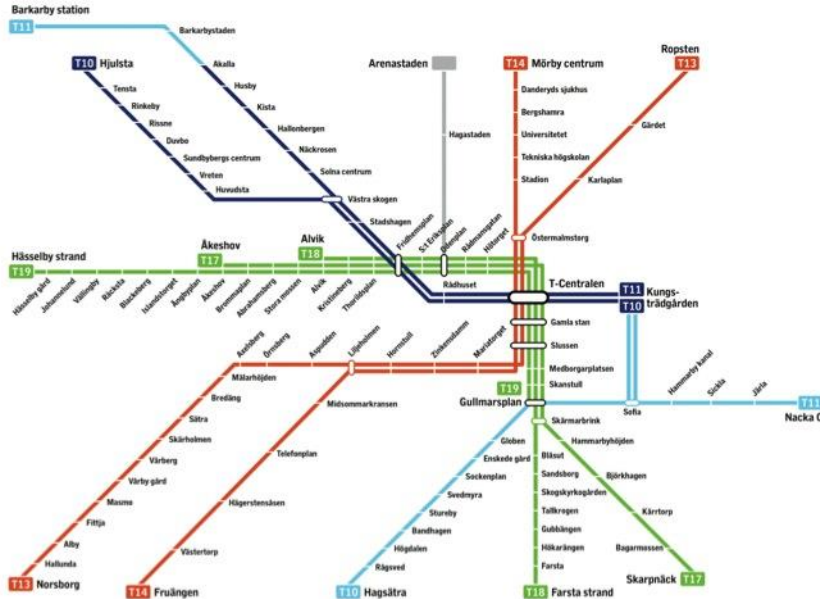 Barkarby station
T11
Barkarbystaden
Akalla
Husby
Kista
Hallonbergen
Näckrosen
Solna centrum
T10 Hjulsta
Tensta
Rinkeby
Rissne
Duvbo
Sundbybergs centrum
Vreten
Huvudsta
Västra skogen
Stadshagen
Fridhemsplan
Arenastaden
Hagastaden
S:t Eriksplan
Odenplan
Rådmansgatan
Hötorget
Rådhuset
T14 Mörby centrum
Danderyds sjukhus
Bergshamra
Universitetet
Tekniska högskolan
Stadion
Ropsten
T13
Gärdet
Karlaplan
Östermalmstorg
Hässelby strand
T19
Hässelby gård
Johannelund
Vällingby
Råcksta
Blackeberg
Islandstorget
Ängbyplan
Åkeshov
T17
Åkeshov
Brommaplan
Abrahamsberg
Stora mossen
Alvik
T18
Alvik
Kristineberg
Thorildsplan
T-Centralen
T11
T10
Kungs-
trädgården
Gamla stan
Slussen
Medborgarplatsen
Skanstull
T19
Gullmarsplan
Skärmarbrink
Sofia
Hammarby kanal
Sickla
Järla
T11
Nacka C
Axelsberg
Örnsberg
Aspudden
Liljeholmen
Hornstull
Zinkensdamm
Mariatorget
Mälarhöjden
Bredäng
Sätra
Skärholmen
Vårberg
Vårby gård
Masmo
Fittja
Alby
Hallunda
T13 Norsborg
Midsommarkransen
Telefonplan
Hägerstensåsen
Västertorp
T14 Fruängen
Globen
Enskede gård
Sockenplan
Svedmyra
Stureby
Bandhagen
Högdalen
Rågsved
T10 Hagsätra
Blåsut
Sandsborg
Skogskyrkogården
Tallkrogen
Gubbängen
Hökarängen
Farsta
T18 Farsta strand
Hammarbyhöjden
Björkhagen
Kärrtorp
Bagarmossen
Skarpnäck T17